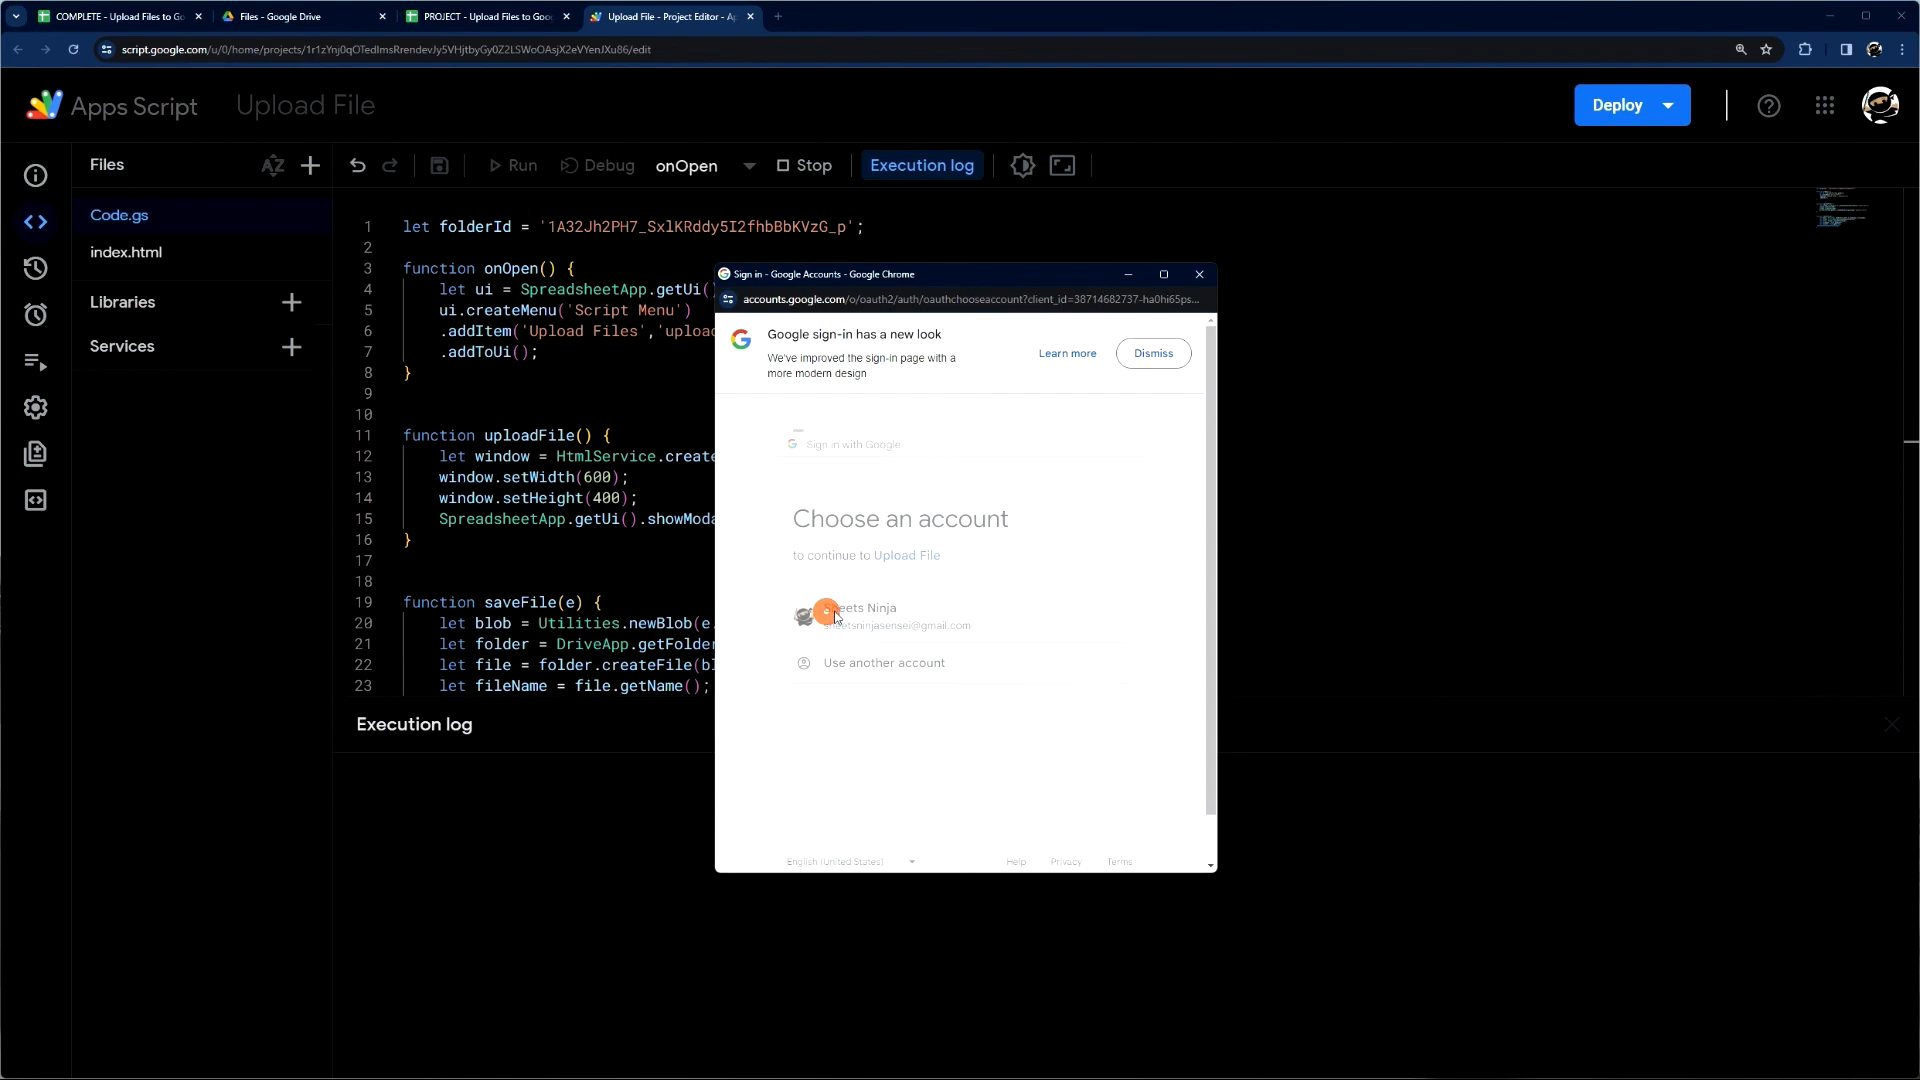 COMPLETE - Upload Files to Go
Files - Google Drive
PROJECT - Upload Files to Goo
Upload File - Project Editor - Ap
script.google.com/u/0/home/projects/1r1zYnj0qOTedImsRrendevJy5VHjtbyGy0Z2LSWoOAsjX2eVYenJXu86/edit
Apps Script
Upload File
Deploy
Files
Run
Debug
onOpen
Stop
Execution log
Code.gs
index.html
Libraries
Services
1 let folderId = '1A32Jh2PH7_SxlKRddy5I2fhbBbKVzG_p';
2
3 function onOpen() {
4 let ui = SpreadsheetApp.getUi()
5 ui.createMenu('Script Menu')
6 .addItem('Upload Files','uploa
7 .addToUi();
8 }
9
10
11 function uploadFile() {
12 let window = HtmlService.create
13 window.setWidth(600);
14 window.setHeight(400);
15 SpreadsheetApp.getUi().showMod
16 }
17
18
19 function saveFile(e) {
20 let blob = Utilities.newBlob(e.
21 let folder = DriveApp.getFolder
22 let file = folder.createFile(bl
23 let fileName = file.getName();
Execution log
Sign in - Google Accounts - Google Chrome
accounts.google.com/o/oauth2/auth/oauthchooseaccount?client_id=38714682737-ha0hi65ps...
Google sign-in has a new look
We've improved the sign-in page with a
more modern design
Learn more
Dismiss
Sign in with Google
Choose an account
to continue to Upload File
Sheets Ninja
sheetsninjasensei@gmail.com
Use another account
English (United States)
Help
Privacy
Terms